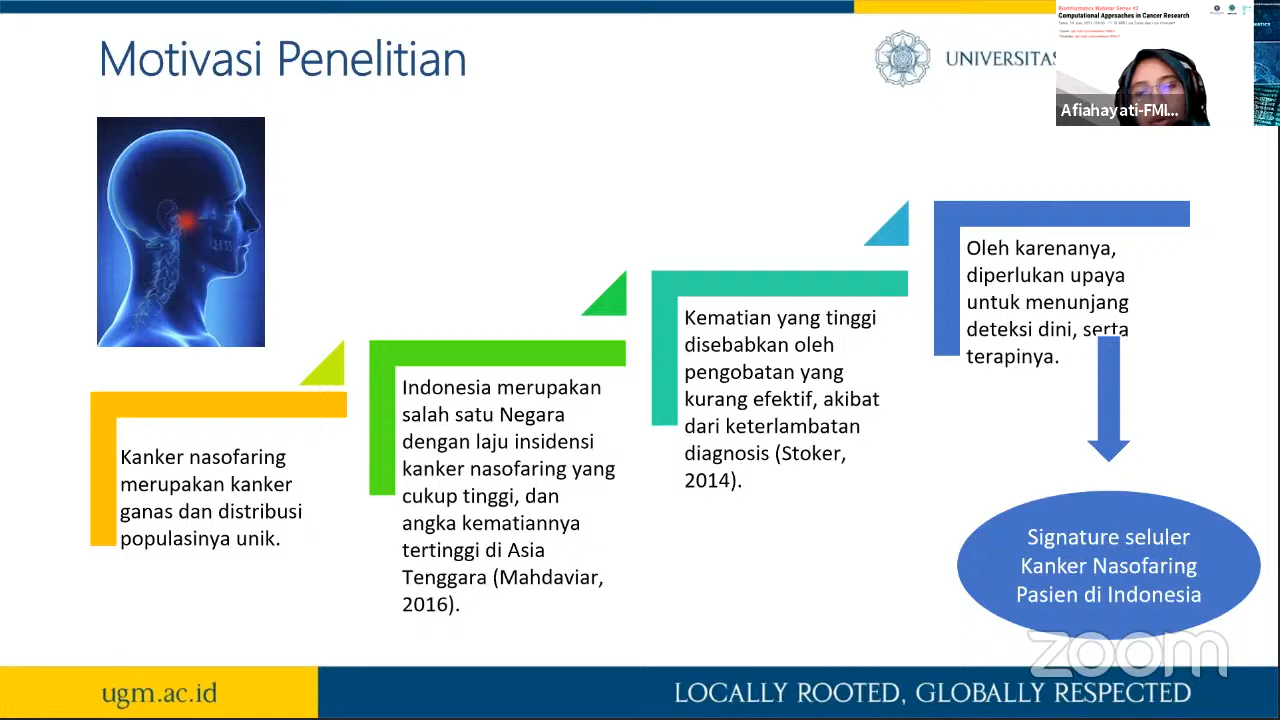 Motivasi Penelitian
UNIVERSITAS
Bioinformatics Webinar Series #3
Computational Approaches in Cancer Research
Afiahayati-FMI...
Kanker nasofaring
merupakan kanker
ganas dan distribusi
populasinya unik.
Indonesia merupakan
salah satu Negara
dengan laju insidensi
kanker nasofaring yang
cukup tinggi, dan
angka kematiannya
tertinggi di Asia
Tenggara (Mahdaviar,
2016).
Kematian yang tinggi
disebabkan oleh
pengobatan yang
kurang efektif, akibat
dari keterlambatan
diagnosis (Stoker,
2014).
Oleh karenanya,
diperlukan upaya
untuk menunjang
deteksi dini, serta
terapinya.
Signature seluler
Kanker Nasofaring
Pasien di Indonesia
zoom
ugm.ac.id
LOCALLY ROOTED, GLOBALLY RESPECTED